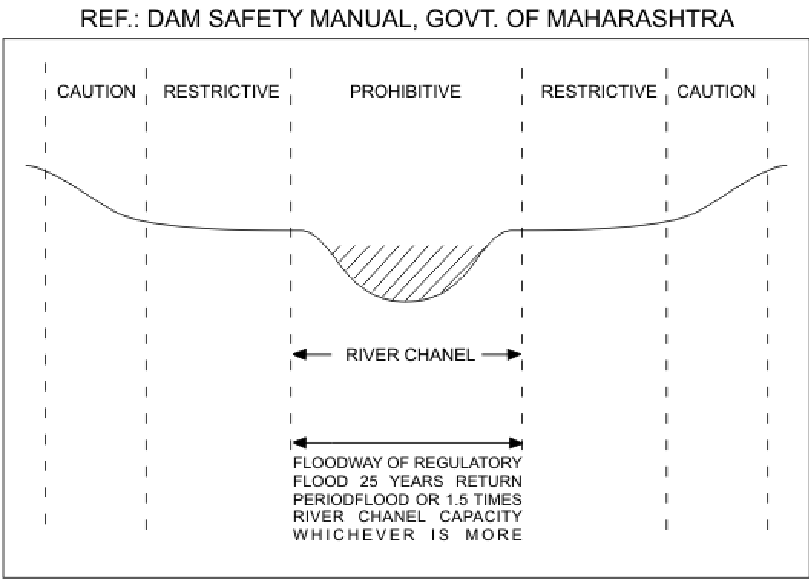 REF.: DAM SAFETY MANUAL, GOVT. OF MAHARASHTRA
CAUTION RESTRICTIVE PROHIBITIVE RESTRICTIVE CAUTION
RIVER CHANEL
FLOODWAY OF REGULATORY
FLOOD 25 YEARS RETURN
PERIODFLOOD OR 1.5 TIMES
RIVER CHANEL CAPACITY
WHICHEVER IS MORE